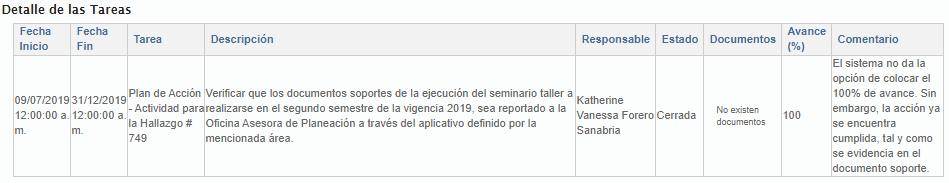 Detalle de las Tareas
Fecha Inicio
Fecha Fin
Tarea
Descripción
Responsable
Estado
Documentos
Avance (%)
Comentario
09/07/2019
12:00:00 a.
m.
31/12/2019
12:00:00 a.
m.
Plan de Acción
- Actividad para
la Hallazgo #
749
Verificar que los documentos soportes de la ejecución del seminario taller a
realizarse en el segundo semestre de la vigencia 2019, sea reportado a la
Oficina Asesora de Planeación a través del aplicativo definido por la
mencionada área.
Katherine
Vanessa Forero
Sanabria
Cerrada
No existen
documentos
100
El sistema no da la
opción de colocar el
100% de avance. Sin
embargo, la acción ya
se encuentra
cumplida, tal y como
se evidencia en el
documento soporte.